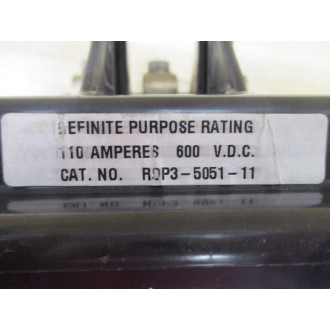 DEFINITE PURPOSE RATING
110 AMPERES 600 V.D.C.
CAT. NO. RQP3-5051-11